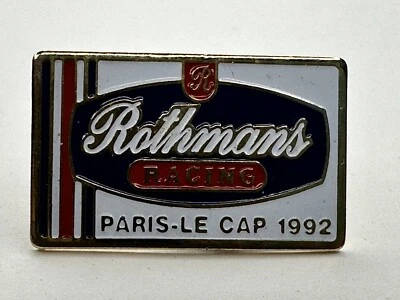 R
Rothmans
RACING
PARIS-LE CAP 1992